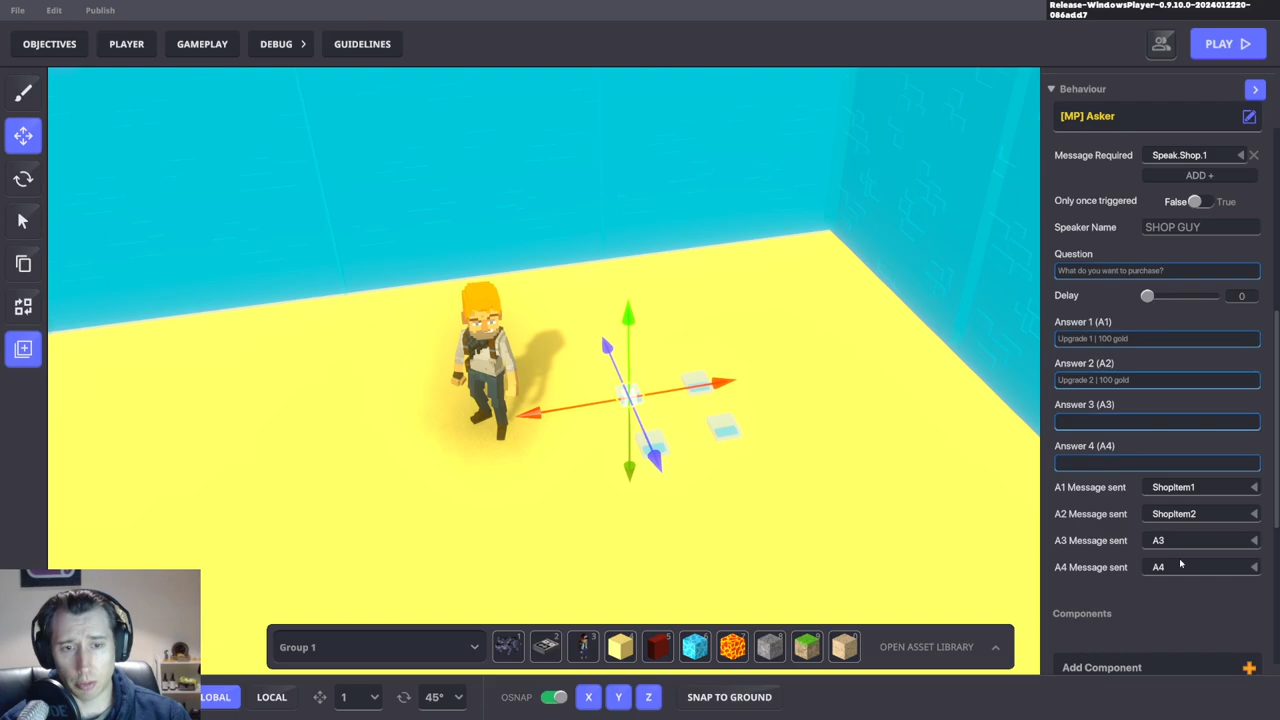 File Edit Publish
Release-WindowsPlayer-0.9.10.0-2024012220-
086add7
OBJECTIVES PLAYER GAMEPLAY DEBUG GUIDELINES PLAY
Behaviour
[MP] Asker
Message Required Speak.Shop.1
ADD +
Only once triggered False True
Speaker Name SHOP GUY
Question
What do you want to purchase?
Delay 0
Answer 1 (A1)
Upgrade 1 | 100 gold
Answer 2 (A2)
Upgrade 2 | 100 gold
Answer 3 (A3)
Answer 4 (A4)
A1 Message sent ShopItem1
A2 Message sent ShopItem2
A3 Message sent A3
A4 Message sent A4
Components
Add Component
Group 1 1 2 3 5 OPEN ASSET LIBRARY
LOBAL LOCAL 1 45° OSNAP X Y Z SNAP TO GROUND